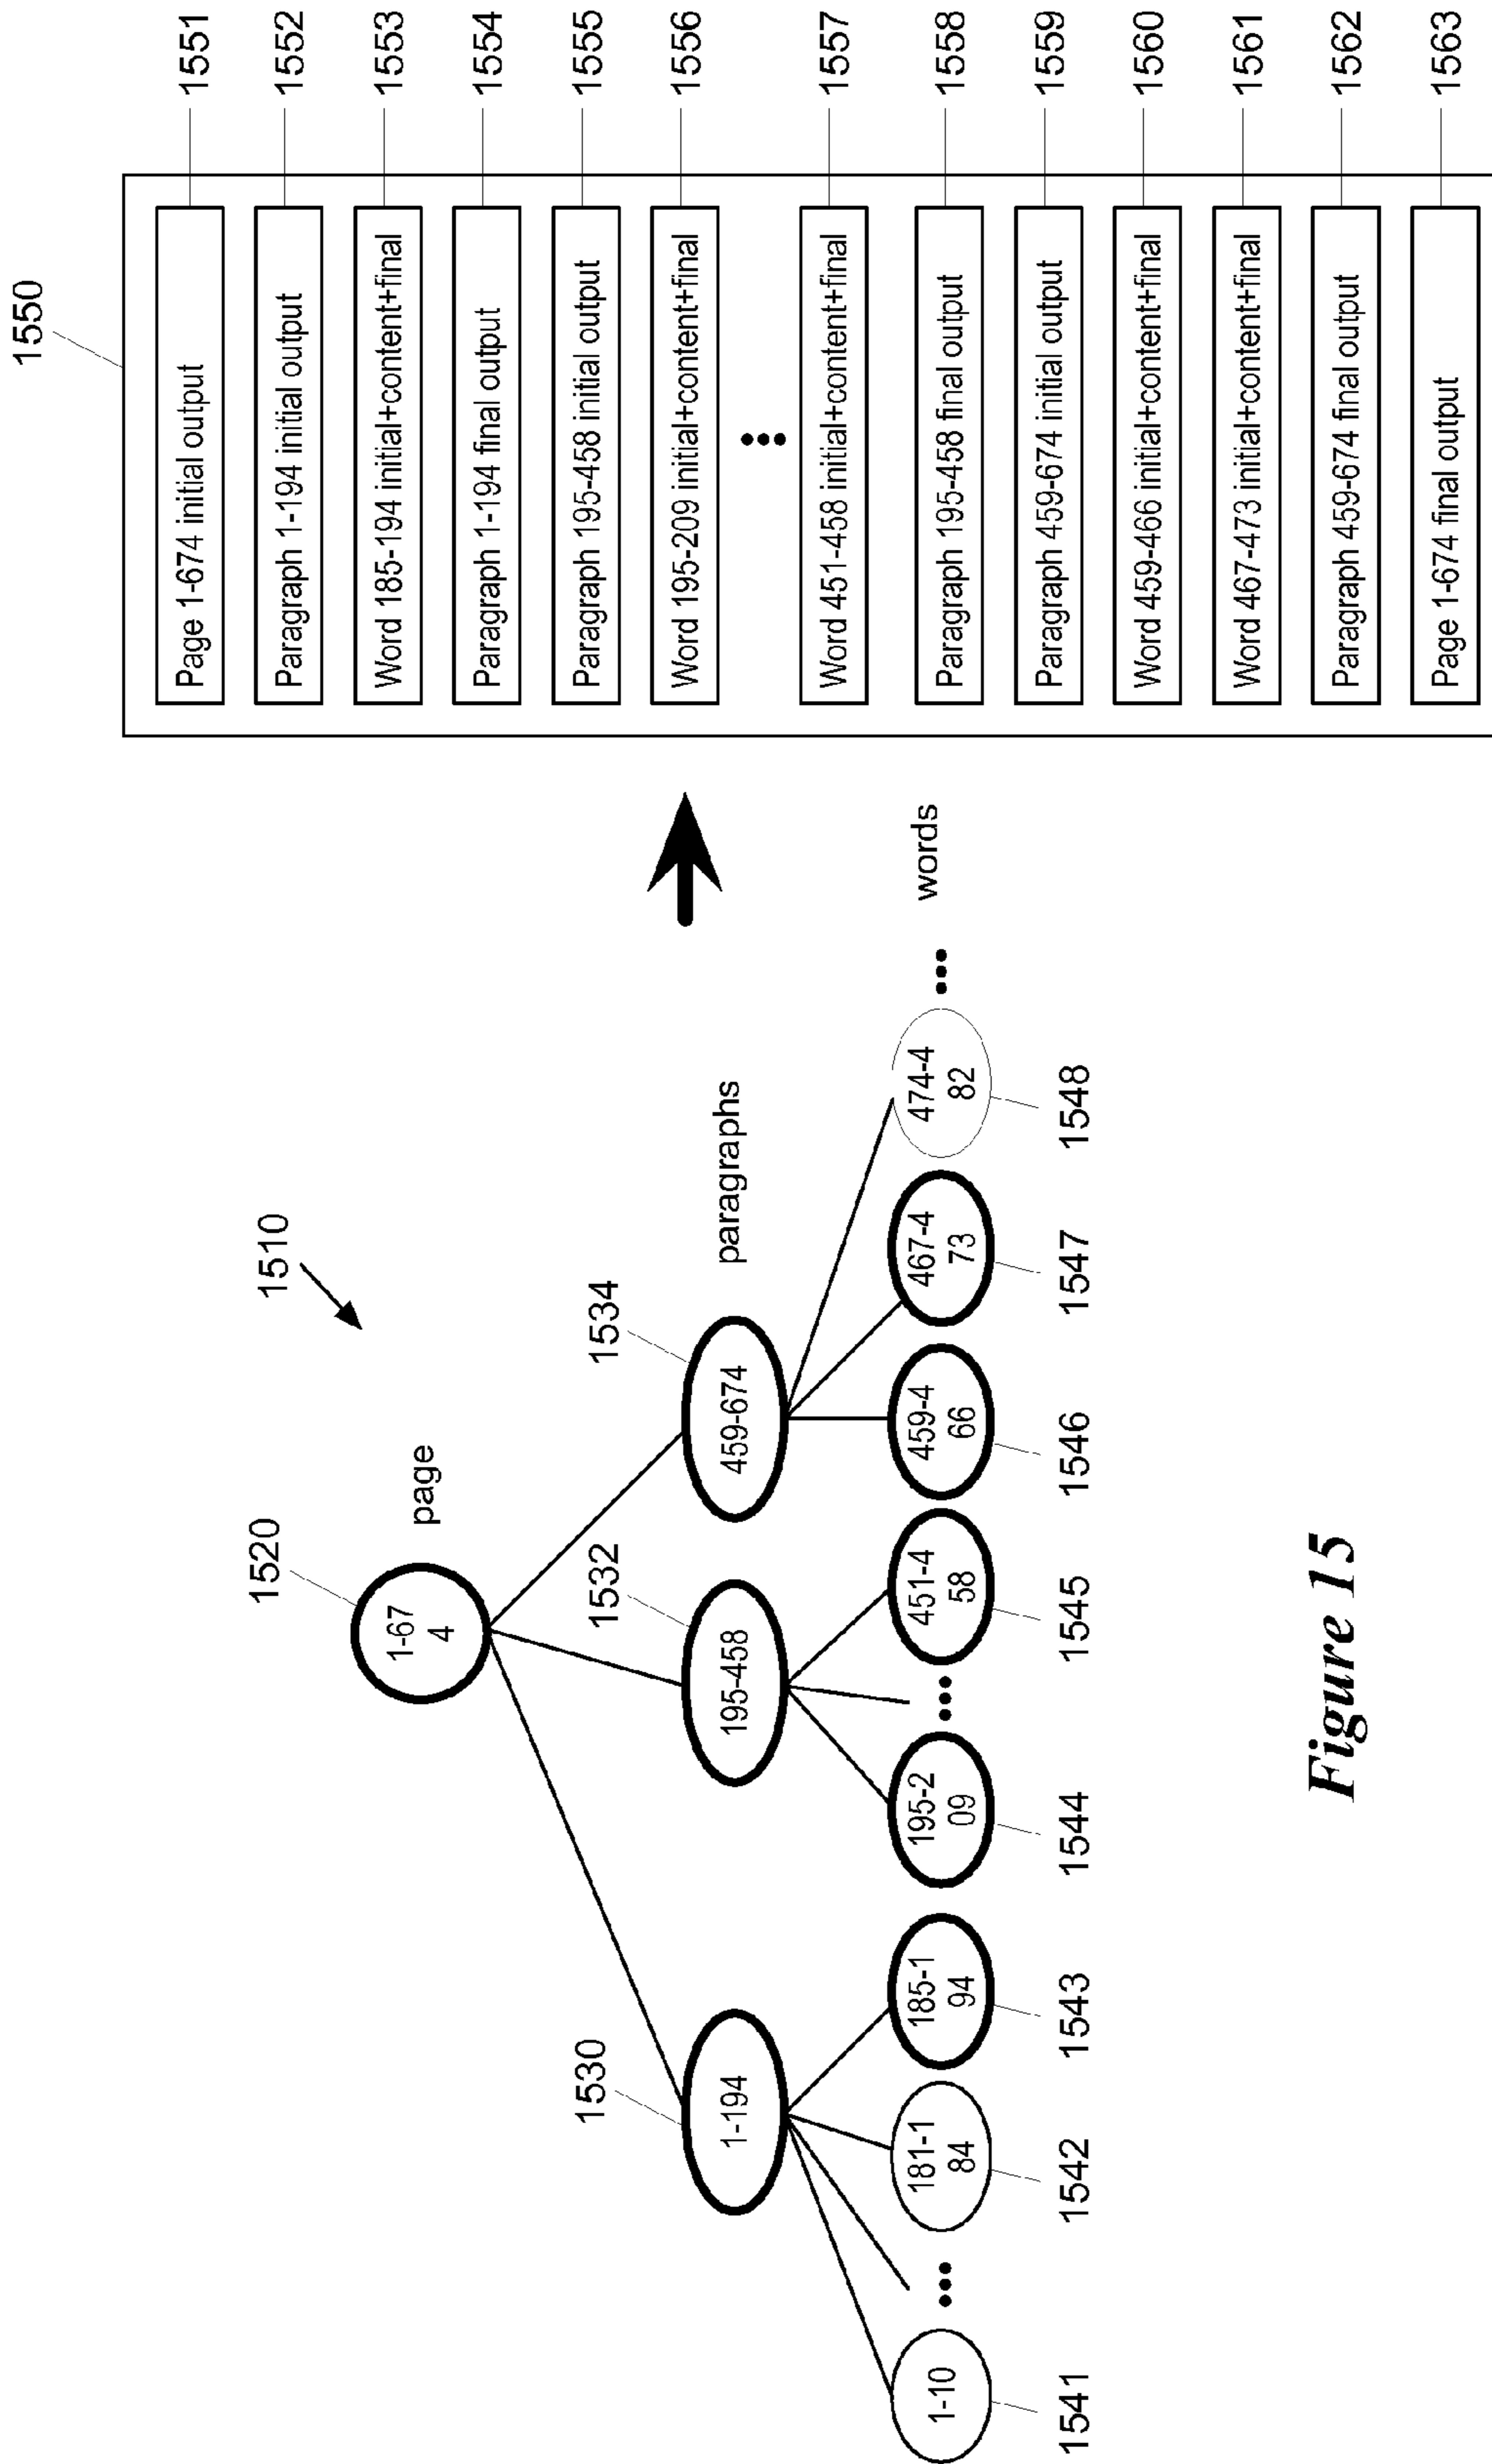 1510
1520
page
1-67
4
1530
1532
1534
paragraphs
1-194
195-458
459-674
words
1-10
181-1
84
185-1
94
195-2
09
451-4
58
459-4
66
467-4
73
474-4
82
1541
1542
1543
1544
1545
1546
1547
1548
1550
Page 1-674 initial output
1551
Paragraph 1-194 initial output
1552
Word 185-194 initial+content+final
1553
Paragraph 1-194 final output
1554
Paragraph 195-458 initial output
1555
Word 195-209 initial+content+final
1556
Word 451-458 initial+content+final
1557
Paragraph 195-458 final output
1558
Paragraph 459-674 initial output
1559
Word 459-466 initial+content+final
1560
Word 467-473 initial+content+final
1561
Paragraph 459-674 final output
1562
Page 1-674 final output
1563
Figure 15